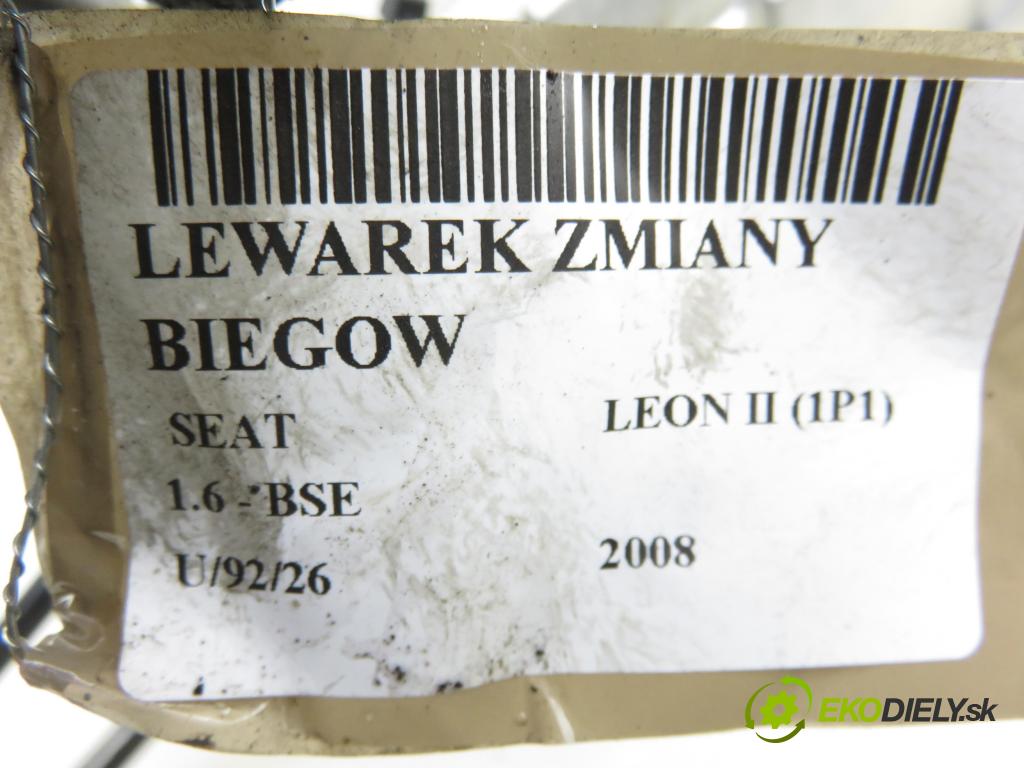 LEWAREK ZMIANY
BIEGOW
SEAT LEON II (1P1)
1.6 - BSE
U/92/26 2008
EKODIELY.sk